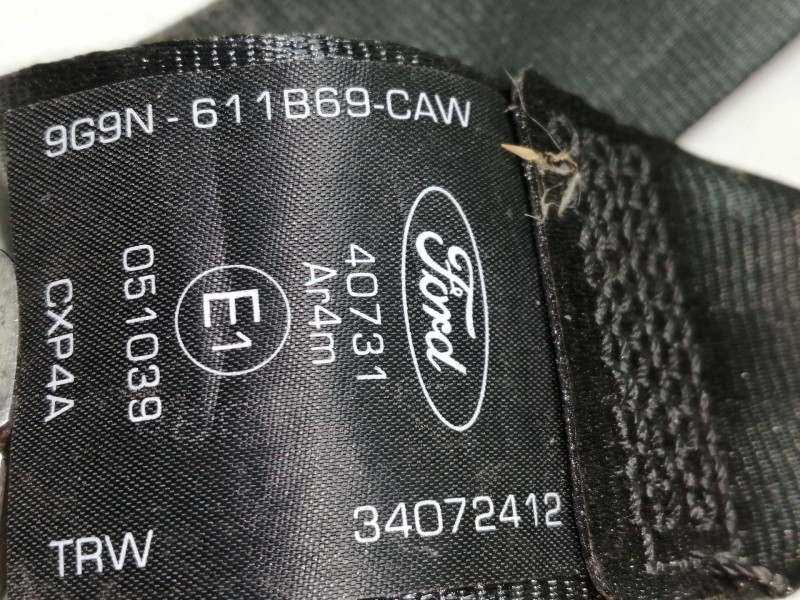 9G9N - 611B69-CAW
Ford
40731
Ar4m
E1
051039
CXP4A
34072412
TRW